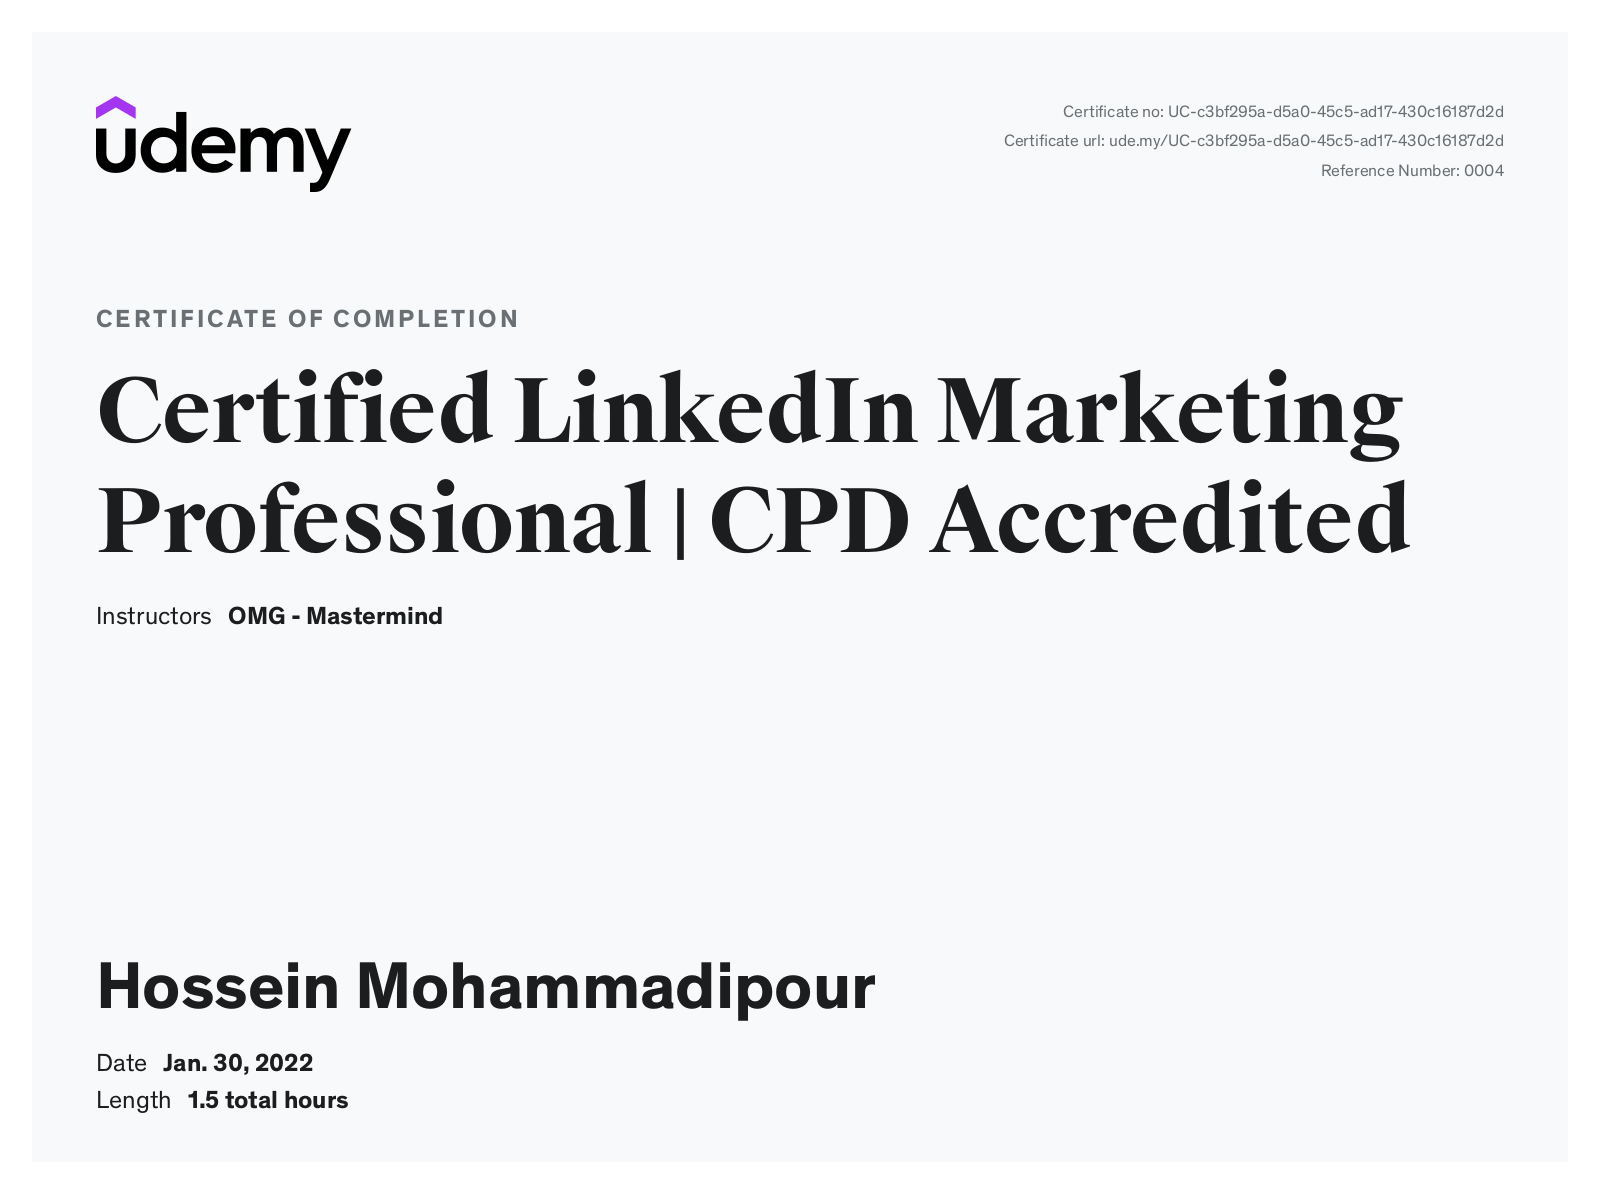 udemy
Certificate no: UC-c3bf295a-d5a0-45c5-ad17-430c16187d2d
Certificate url: ude.my/UC-c3bf295a-d5a0-45c5-ad17-430c16187d2d
Reference Number: 0004
CERTIFICATE OF COMPLETION
Certified LinkedIn Marketing
Professional | CPD Accredited
Instructors OMG - Mastermind
Hossein Mohammadipour
Date Jan. 30, 2022
Length 1.5 total hours